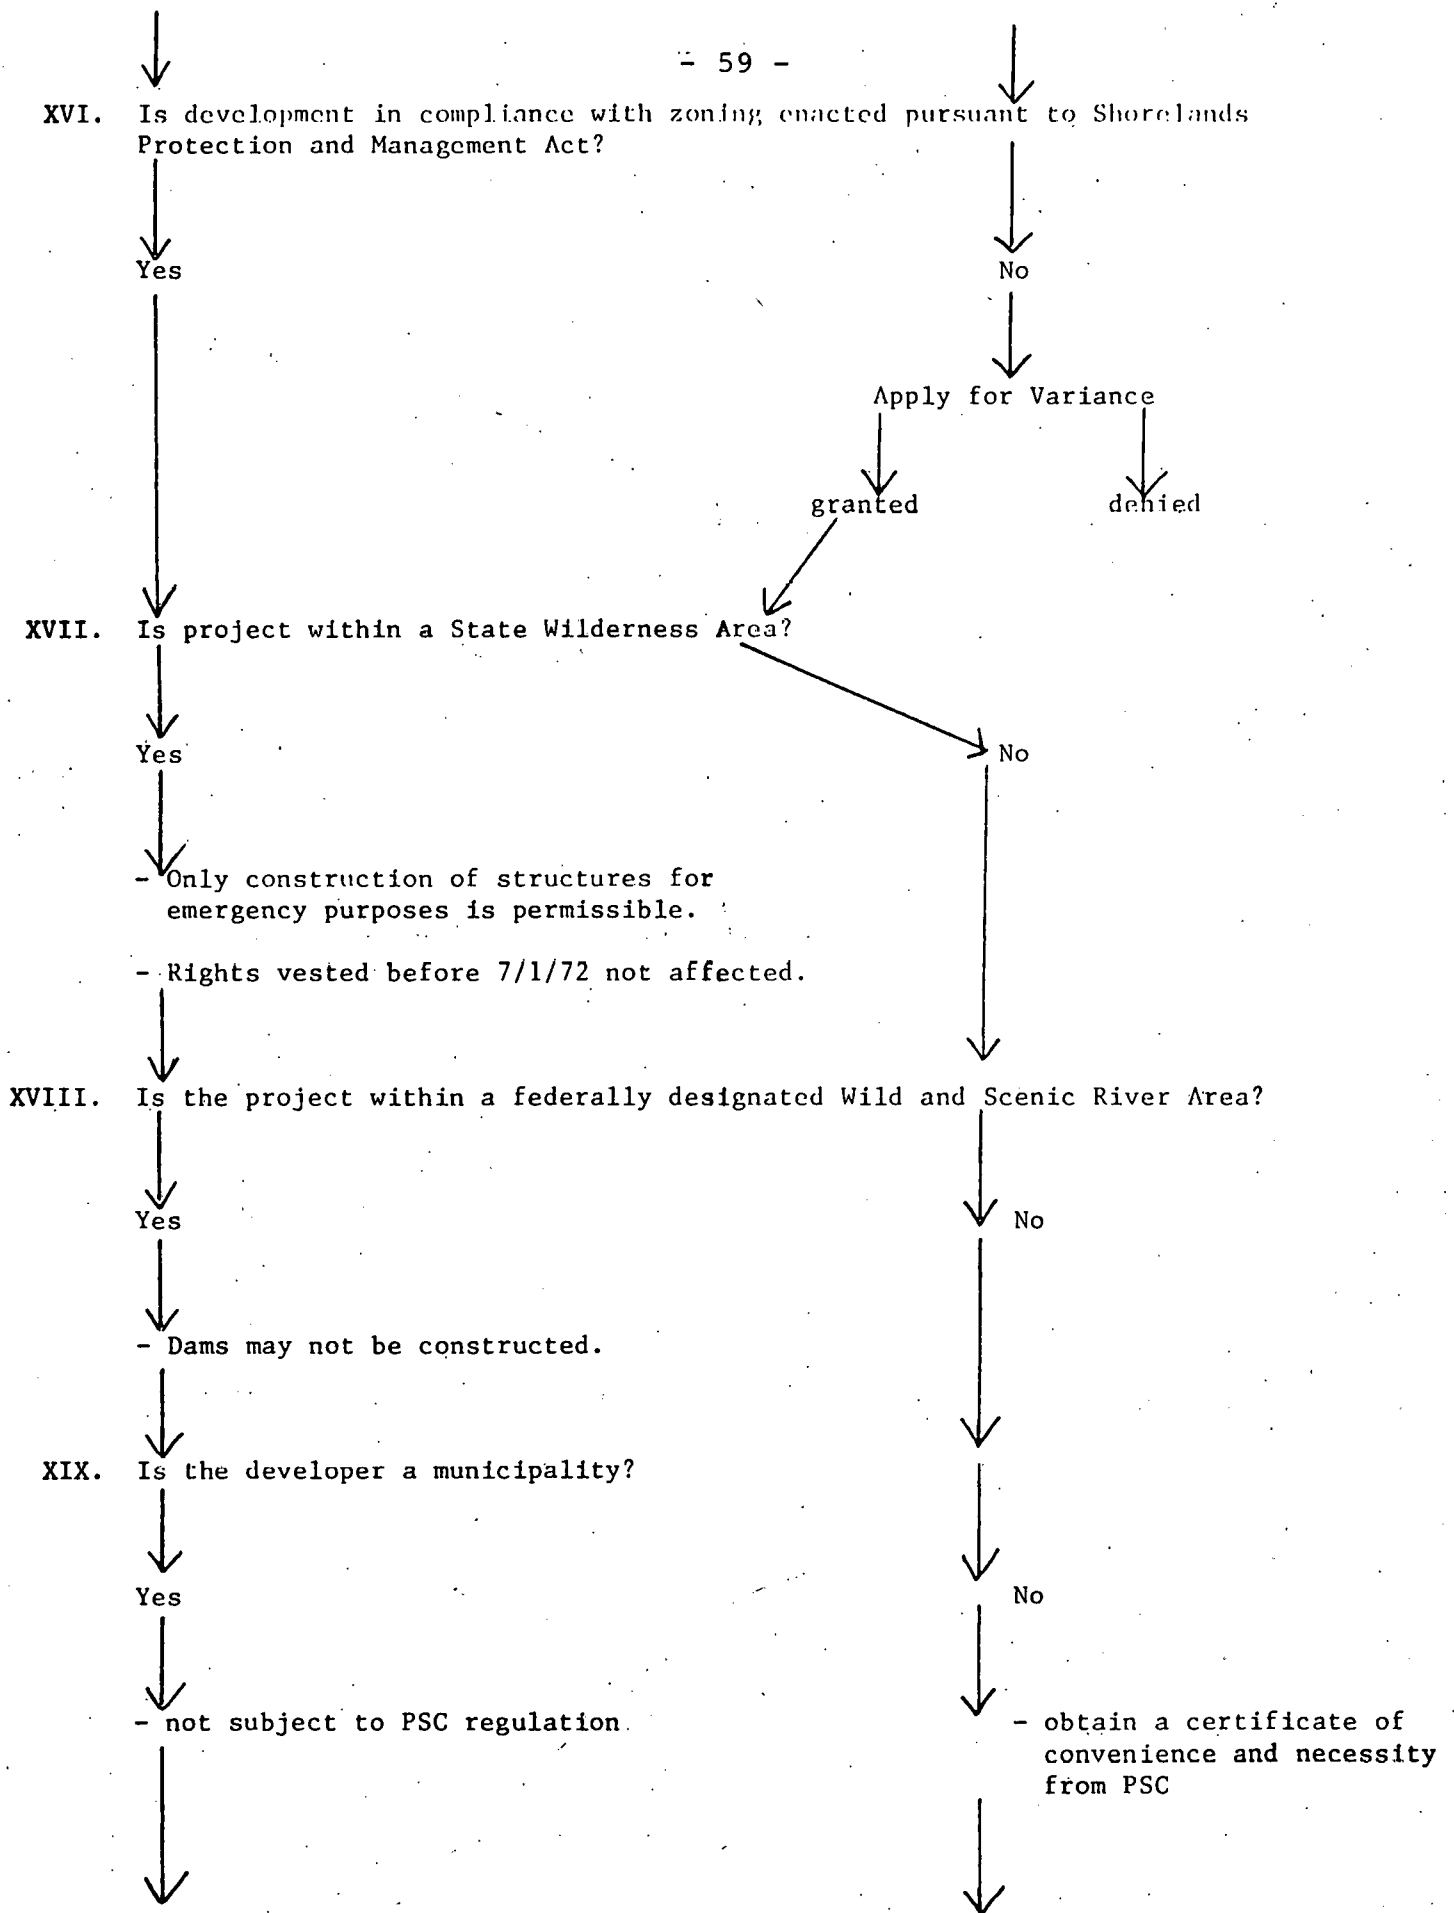 - 59 -
XVI. Is development in compliance with zoning enacted pursuant to Shorelands
Protection and Management Act?
Yes
No
Apply for Variance
granted
denied
XVII. Is project within a State Wilderness Area?
Yes
No
- Only construction of structures for
emergency purposes is permissible.
- Rights vested before 7/1/72 not affected.
XVIII. Is the project within a federally designated Wild and Scenic River Area?
Yes
No
- Dams may not be constructed.
XIX. Is the developer a municipality?
Yes
No
- not subject to PSC regulation
- obtain a certificate of
convenience and necessity
from PSC